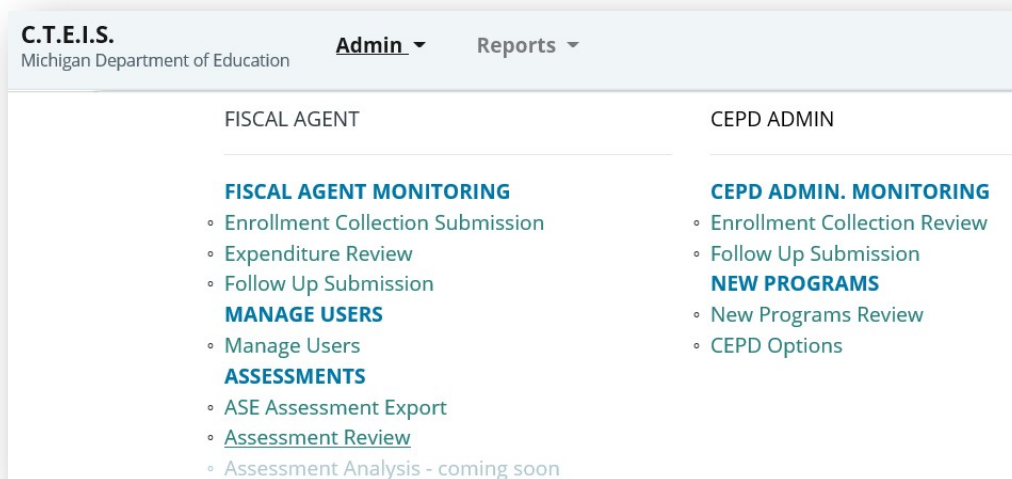 C.T.E.I.S.
Michigan Department of Education
Admin
Reports
FISCAL AGENT
FISCAL AGENT MONITORING
Enrollment Collection Submission
Expenditure Review
Follow Up Submission
MANAGE USERS
Manage Users
ASSESSMENTS
ASE Assessment Export
Assessment Review
Assessment Analysis - coming soon
CEPD ADMIN
CEPD ADMIN. MONITORING
Enrollment Collection Review
Follow Up Submission
NEW PROGRAMS
New Programs Review
CEPD Options